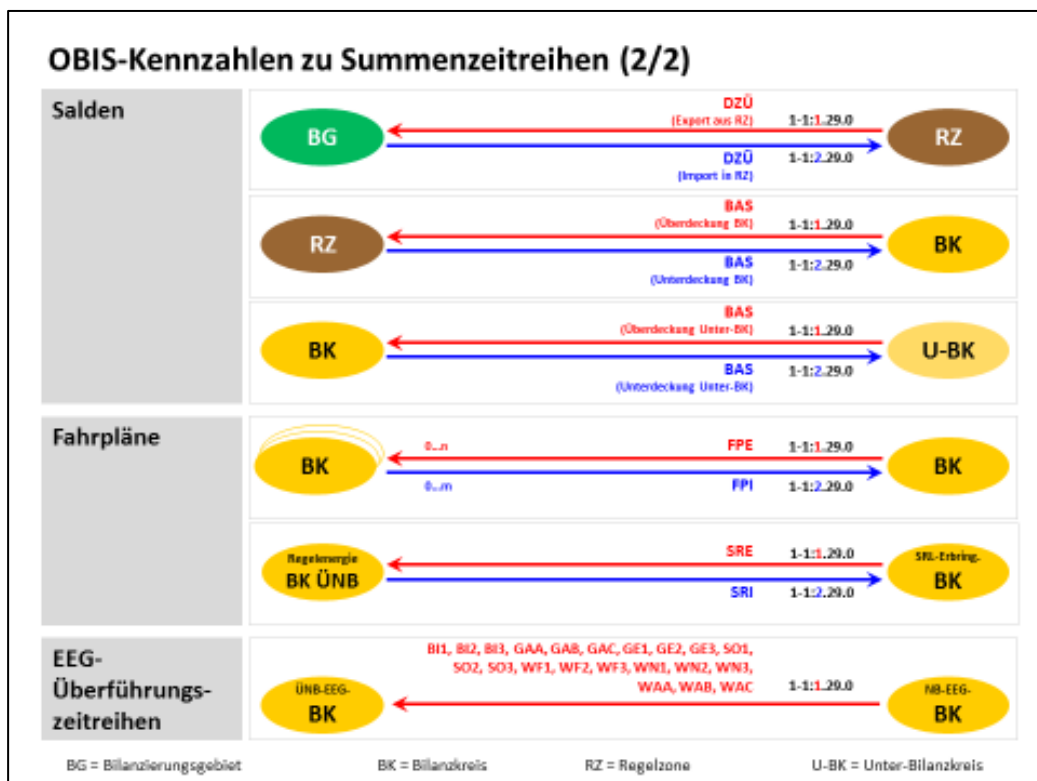 OBIS-Kennzahlen zu Summenzeitreihen (2/2)
Salden
BG
DZÜ
(Export aus RZ)
1-1:1.29.0
DZÜ
(Import in RZ)
1-1:2.29.0
RZ
RZ
BAS
(Überdeckung BK)
1-1:1.29.0
BAS
(Unterdeckung BK)
1-1:2.29.0
BK
BK
BAS
(Überdeckung Unter-BK)
1-1:1.29.0
BAS
(Unterdeckung Unter-BK)
1-1:2.29.0
U-BK
Fahrpläne
BK
0...n
FPE
1-1:1.29.0
0...m
FPI
1-1:2.29.0
BK
Regelenergie
BK ÜNB
SRE
1-1:1.29.0
SRI
1-1:2.29.0
SRL-Erbring.-
BK
EEG-
Überführungs-
zeitreihen
ÜNB-EEG-
BK
BI1, BI2, BI3, GAA, GAB, GAC, GE1, GE2, GE3, SO1,
SO2, SO3, WF1, WF2, WF3, WN1, WN2, WN3,
WAA, WAB, WAC
1-1:1.29.0
NB-EEG-
BK
BG = Bilanzierungsgebiet BK = Bilanzkreis RZ = Regelzone U-BK = Unter-Bilanzkreis